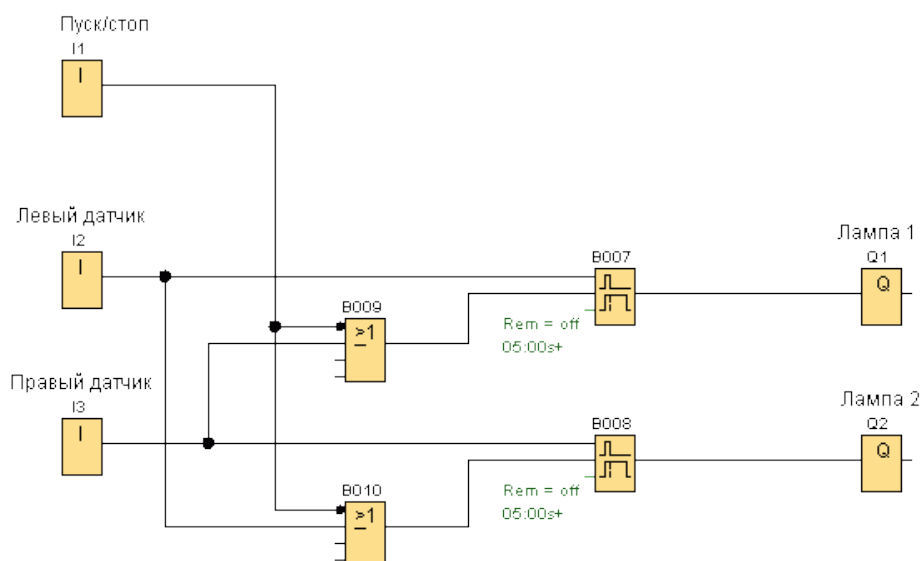 Пуск/стоп
I1
I
Левый датчик
I2
I
Лампа 1
B007
Q1
Q
B009
≥1
Rem = off
05:00s+
Правый датчик
I3
I
Лампа 2
B008
Q2
Q
B010
≥1
Rem = off
05:00s+